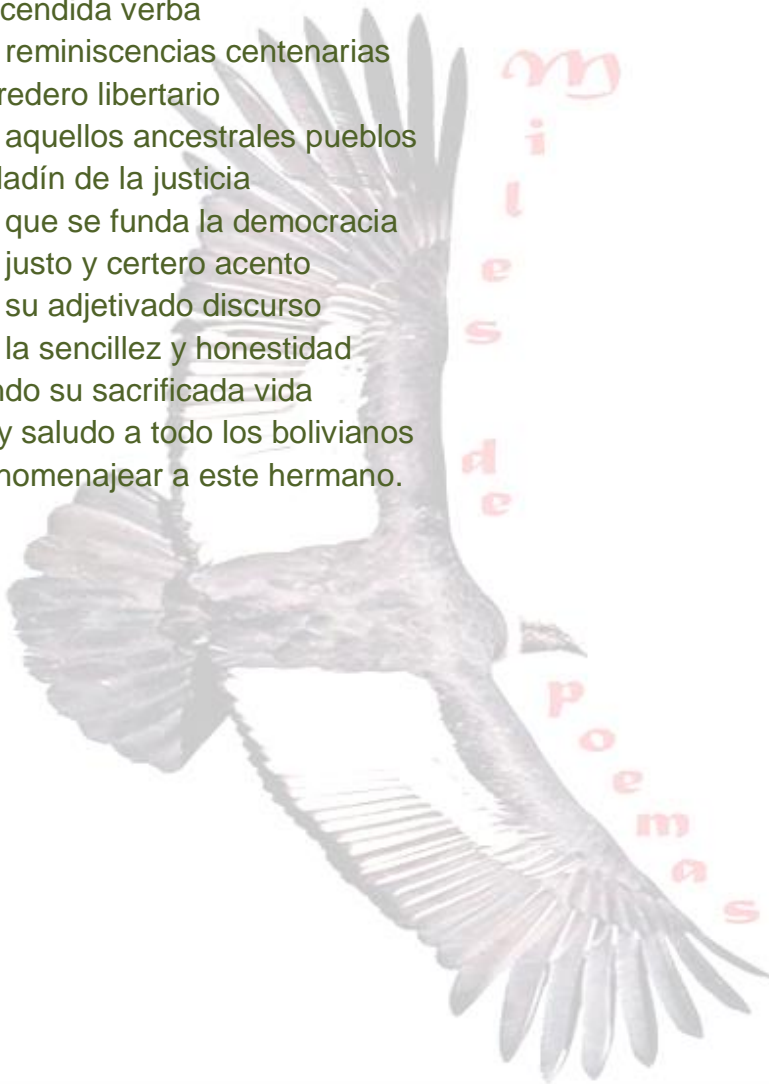 cendida verba
reminiscencias centenarias
redero libertario
aquellos ancestrales pueblos
ladín de la justicia
que se funda la democracia
justo y certero acento
su adjetivado discurso
la sencillez y honestidad
ndo su sacrificada vida
y saludo a todo los bolivianos
homenajear a este hermano.
Miles
de
poemas